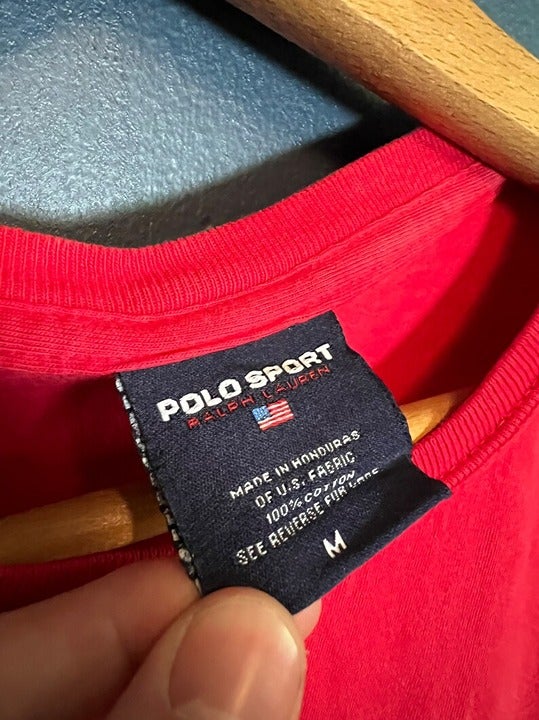 POLO SPORT
RALPH LAUREN
MADE IN HONDURAS
OF U.S. FABRIC
100% COTTON
SEE REVERSE FOR CARE
M